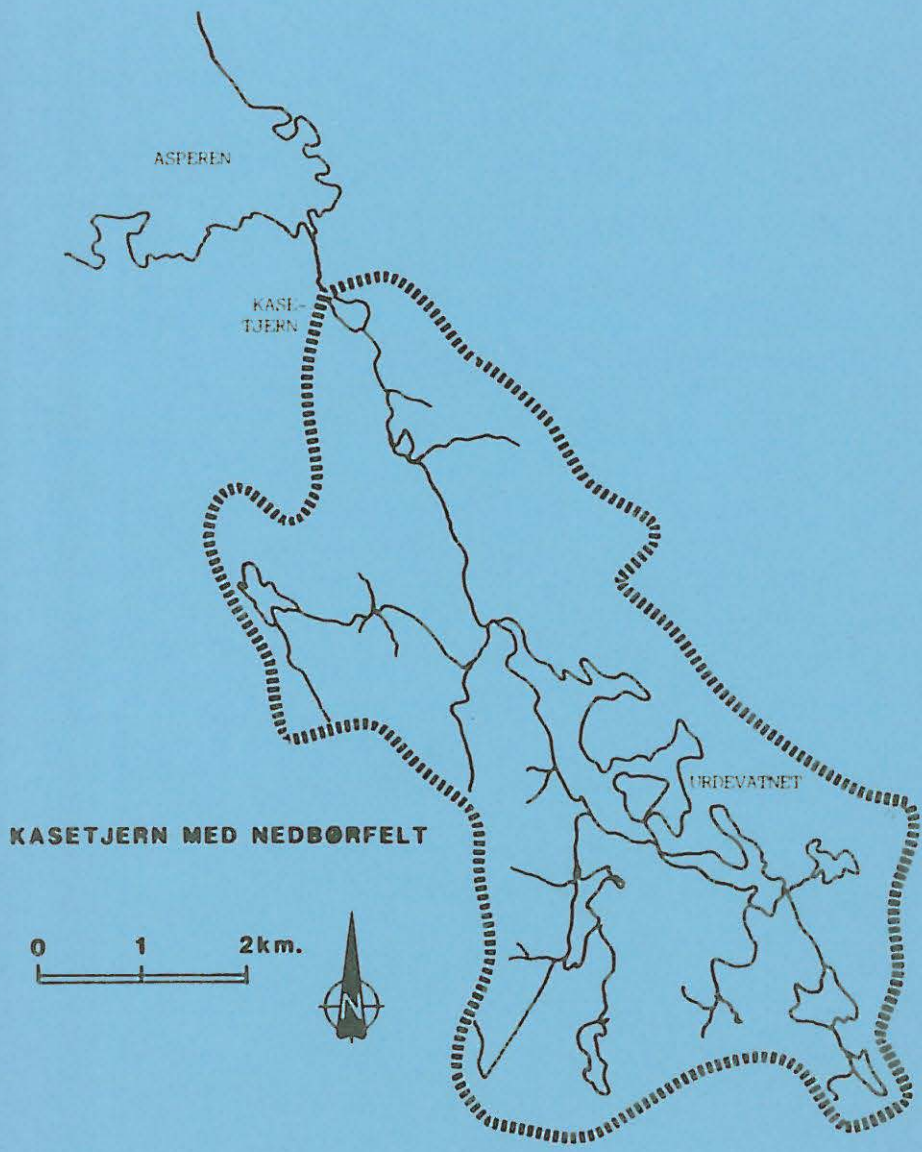 ASPEREN
KASE-
TJERN
URDEVATNET
KASETJERN MED NEDBØRFELT
0 1 2km.
N